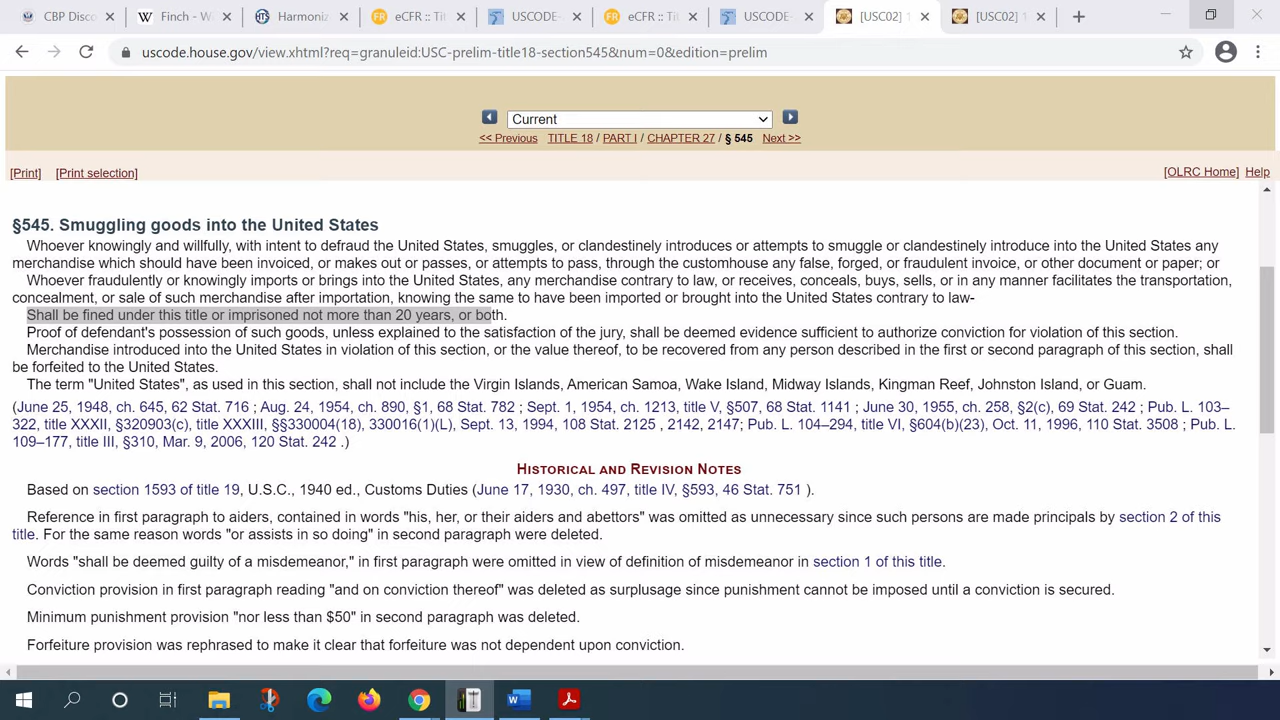 CBP Disco
Finch - W
Harmoniz
eCFR :: Tit
USCODE-
eCFR :: Tit
USCODE-
[USC02] 1
[USC02] 1
uscode.house.gov/view.xhtml?req=granuleid:USC-prelim-title18-section545&num=0&edition=prelim
Current
<< Previous TITLE 18 / PART I / CHAPTER 27 / § 545 Next >>
[Print] [Print selection] [OLRC Home] Help
§545. Smuggling goods into the United States
Whoever knowingly and willfully, with intent to defraud the United States, smuggles, or clandestinely introduces or attempts to smuggle or clandestinely introduce into the United States any
merchandise which should have been invoiced, or makes out or passes, or attempts to pass, through the customhouse any false, forged, or fraudulent invoice, or other document or paper; or
Whoever fraudulently or knowingly imports or brings into the United States, any merchandise contrary to law, or receives, conceals, buys, sells, or in any manner facilitates the transportation,
concealment, or sale of such merchandise after importation, knowing the same to have been imported or brought into the United States contrary to law-
Shall be fined under this title or imprisoned not more than 20 years, or both.
Proof of defendant's possession of such goods, unless explained to the satisfaction of the jury, shall be deemed evidence sufficient to authorize conviction for violation of this section.
Merchandise introduced into the United States in violation of this section, or the value thereof, to be recovered from any person described in the first or second paragraph of this section, shall
be forfeited to the United States.
The term "United States", as used in this section, shall not include the Virgin Islands, American Samoa, Wake Island, Midway Islands, Kingman Reef, Johnston Island, or Guam.
(June 25, 1948, ch. 645, 62 Stat. 716 ; Aug. 24, 1954, ch. 890, §1, 68 Stat. 782 ; Sept. 1, 1954, ch. 1213, title V, §507, 68 Stat. 1141 ; June 30, 1955, ch. 258, §2(c), 69 Stat. 242 ; Pub. L. 103–
322, title XXXII, §320903(c), title XXXIII, §§330004(18), 330016(1)(L), Sept. 13, 1994, 108 Stat. 2125 , 2142, 2147; Pub. L. 104–294, title VI, §604(b)(23), Oct. 11, 1996, 110 Stat. 3508 ; Pub. L.
109–177, title III, §310, Mar. 9, 2006, 120 Stat. 242 .)
Historical and Revision Notes
Based on section 1593 of title 19, U.S.C., 1940 ed., Customs Duties (June 17, 1930, ch. 497, title IV, §593, 46 Stat. 751 ).
Reference in first paragraph to aiders, contained in words "his, her, or their aiders and abettors" was omitted as unnecessary since such persons are made principals by section 2 of this
title. For the same reason words "or assists in so doing" in second paragraph were deleted.
Words "shall be deemed guilty of a misdemeanor," in first paragraph were omitted in view of definition of misdemeanor in section 1 of this title.
Conviction provision in first paragraph reading "and on conviction thereof" was deleted as surplusage since punishment cannot be imposed until a conviction is secured.
Minimum punishment provision "nor less than $50" in second paragraph was deleted.
Forfeiture provision was rephrased to make it clear that forfeiture was not dependent upon conviction.